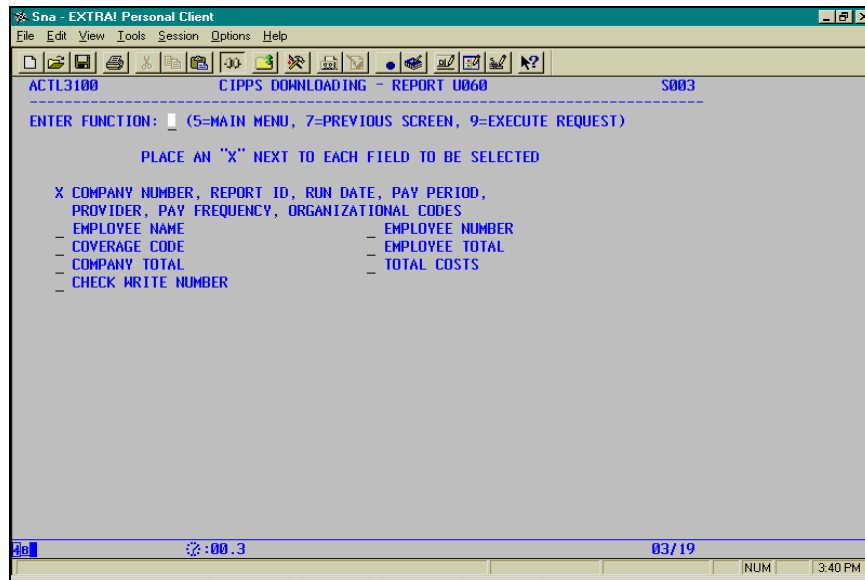 Sna - EXTRA! Personal Client
File Edit View Tools Session Options Help
ACTL3100 CIPPS DOWNLOADING - REPORT U060 S003
--------------------------------------------------------------------------------
ENTER FUNCTION: _ (5=MAIN MENU, 7=PREVIOUS SCREEN, 9=EXECUTE REQUEST)
PLACE AN "X" NEXT TO EACH FIELD TO BE SELECTED
X COMPANY NUMBER, REPORT ID, RUN DATE, PAY PERIOD,
PROVIDER, PAY FREQUENCY, ORGANIZATIONAL CODES
_ EMPLOYEE NAME _ EMPLOYEE NUMBER
_ COVERAGE CODE _ EMPLOYEE TOTAL
_ COMPANY TOTAL _ TOTAL COSTS
_ CHECK WRITE NUMBER
4B :00.3 03/19
NUM 3:40 PM